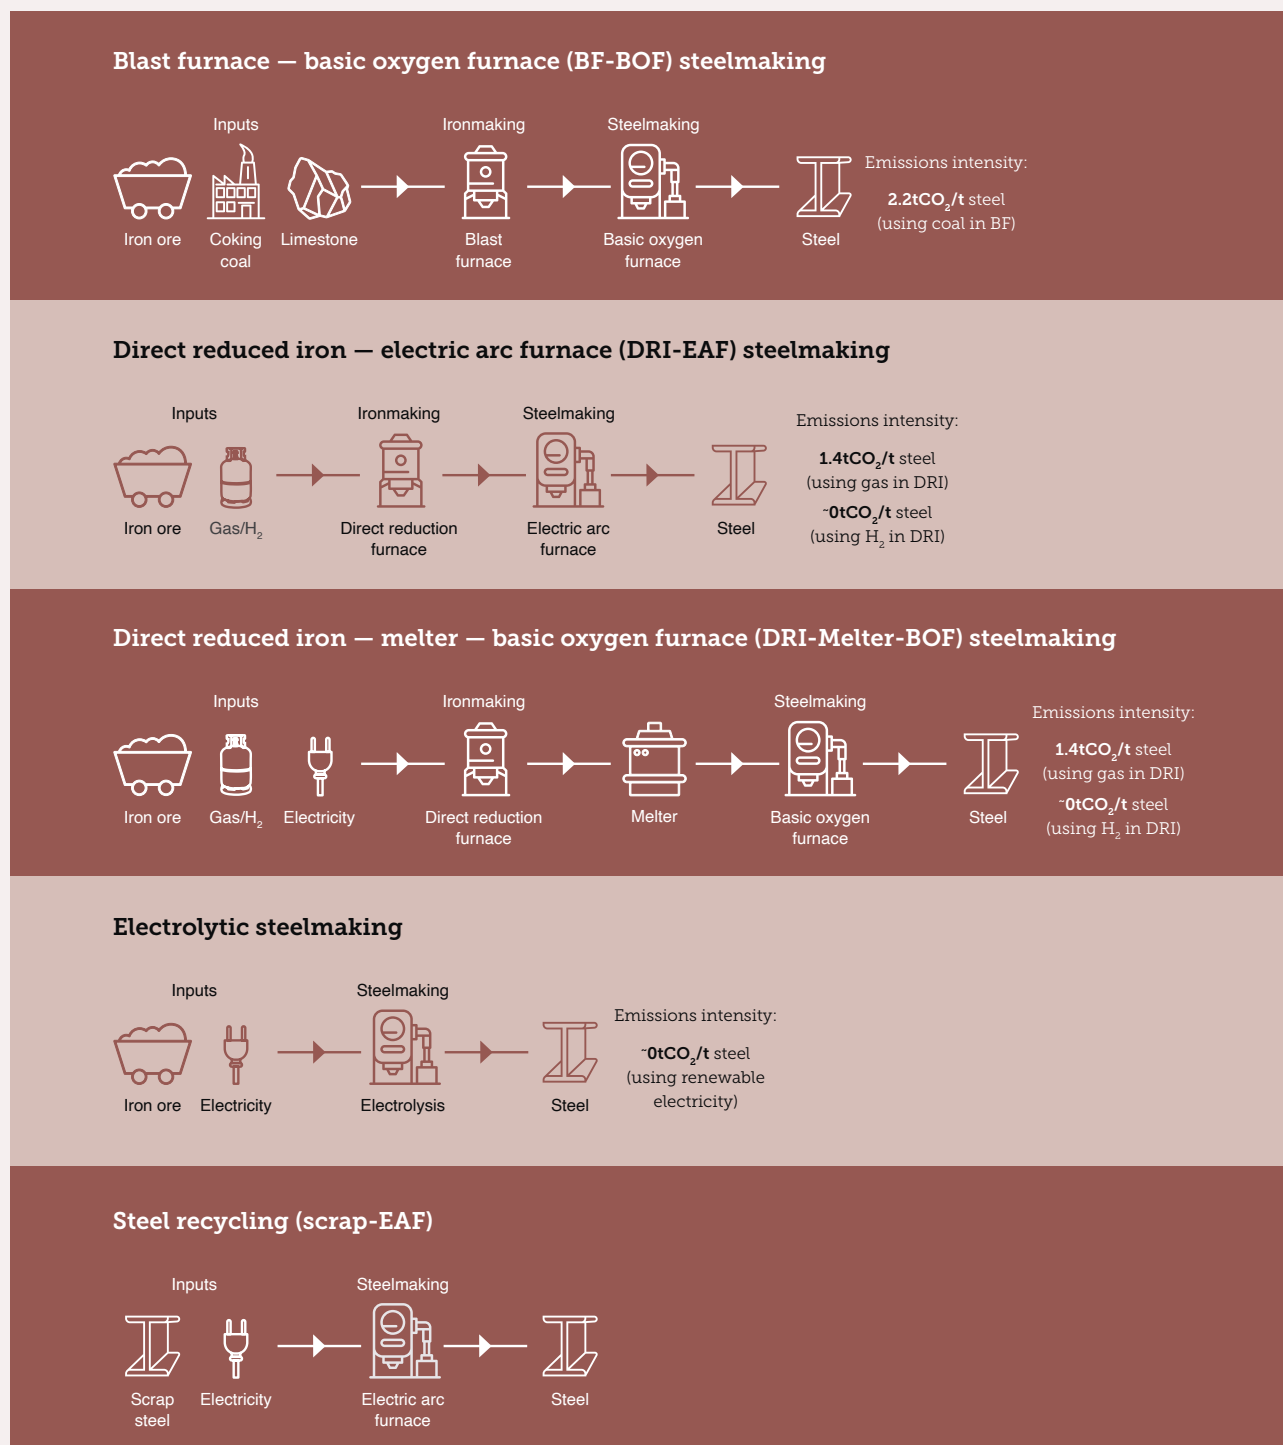 Blast furnace — basic oxygen furnace (BF-BOF) steelmaking
Inputs
Ironmaking
Steelmaking
Iron ore
Coking
coal
Limestone
Blast
furnace
Basic oxygen
furnace
Steel
Emissions intensity:
2.2tCO₂/t steel
(using coal in BF)
Direct reduced iron — electric arc furnace (DRI-EAF) steelmaking
Inputs
Ironmaking
Steelmaking
Iron ore
Gas/H₂
Direct reduction
furnace
Electric arc
furnace
Steel
Emissions intensity:
1.4tCO₂/t steel
(using gas in DRI)
~0tCO₂/t steel
(using H₂ in DRI)
Direct reduced iron — melter — basic oxygen furnace (DRI-Melter-BOF) steelmaking
Inputs
Ironmaking
Steelmaking
Iron ore
Gas/H₂
Electricity
Direct reduction
furnace
Melter
Basic oxygen
furnace
Steel
Emissions intensity:
1.4tCO₂/t steel
(using gas in DRI)
~0tCO₂/t steel
(using H₂ in DRI)
Electrolytic steelmaking
Inputs
Steelmaking
Iron ore
Electricity
Electrolysis
Steel
Emissions intensity:
~0tCO₂/t steel
(using renewable
electricity)
Steel recycling (scrap-EAF)
Inputs
Steelmaking
Scrap
steel
Electricity
Electric arc
furnace
Steel